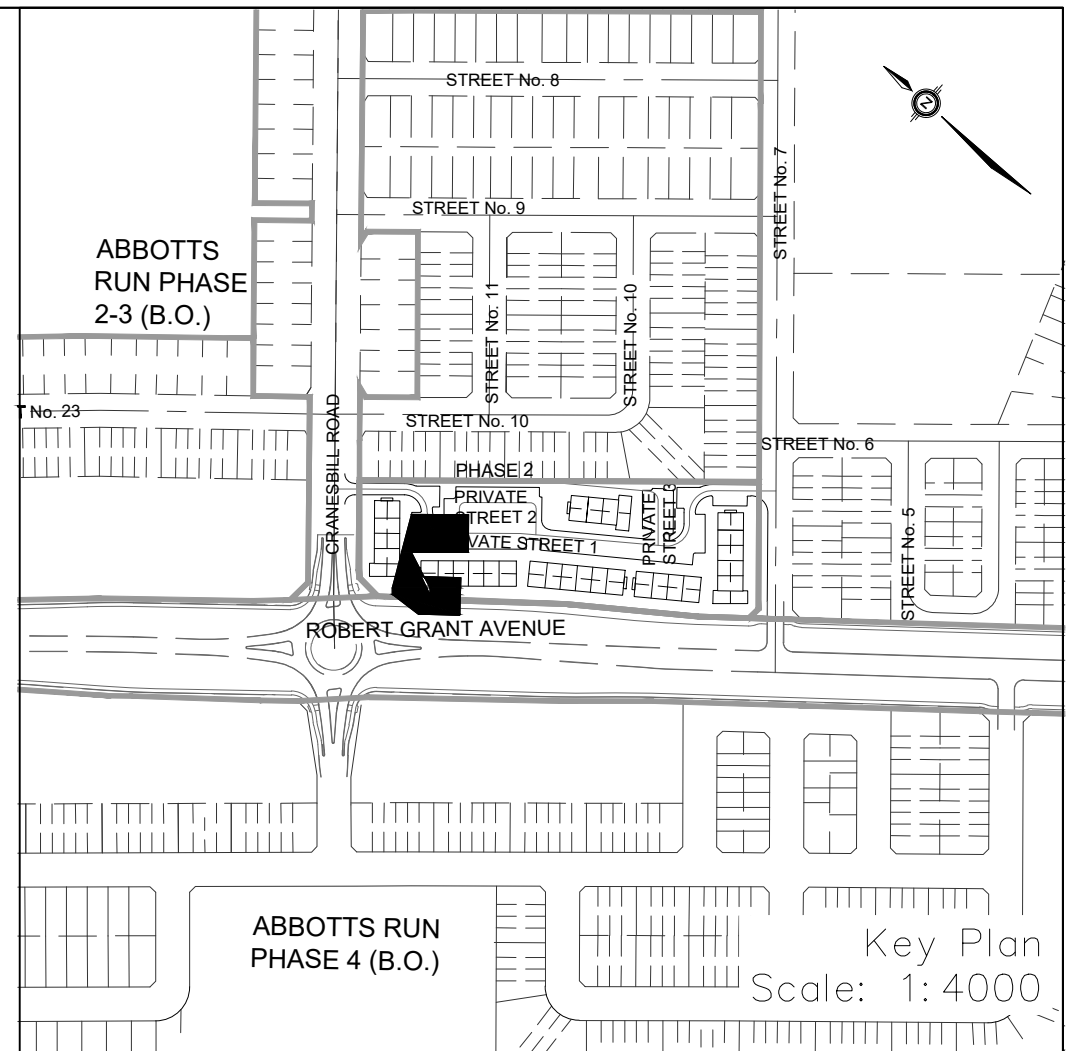 STREET No. 8
N
STREET No. 7
STREET No. 9
ABBOTTS
RUN PHASE
2-3 (B.O.)
STREET No. 11
STREET No. 10
T No. 23
CRANESBILL ROAD
STREET No. 10
STREET No. 6
PHASE 2
PRIVATE
STREET 2
PRIVATE
STREET 3
STREET No. 5
VATE STREET 1
ROBERT GRANT AVENUE
ABBOTTS RUN
PHASE 4 (B.O.)
Key Plan
Scale: 1:4000